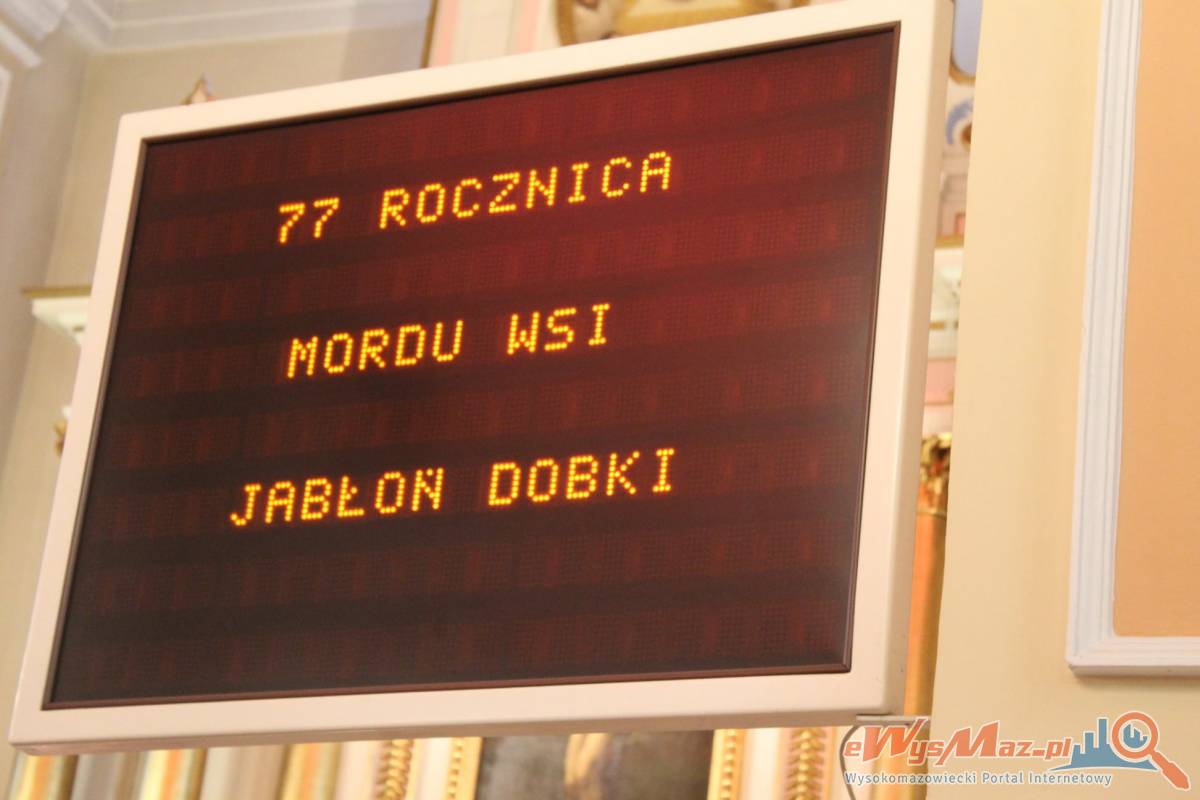 77 ROCZNICA
MORDU WSI
JABŁOŃ DOBKI
eWysMaz.pl
Wysokomazowiecki Portal Internetowy